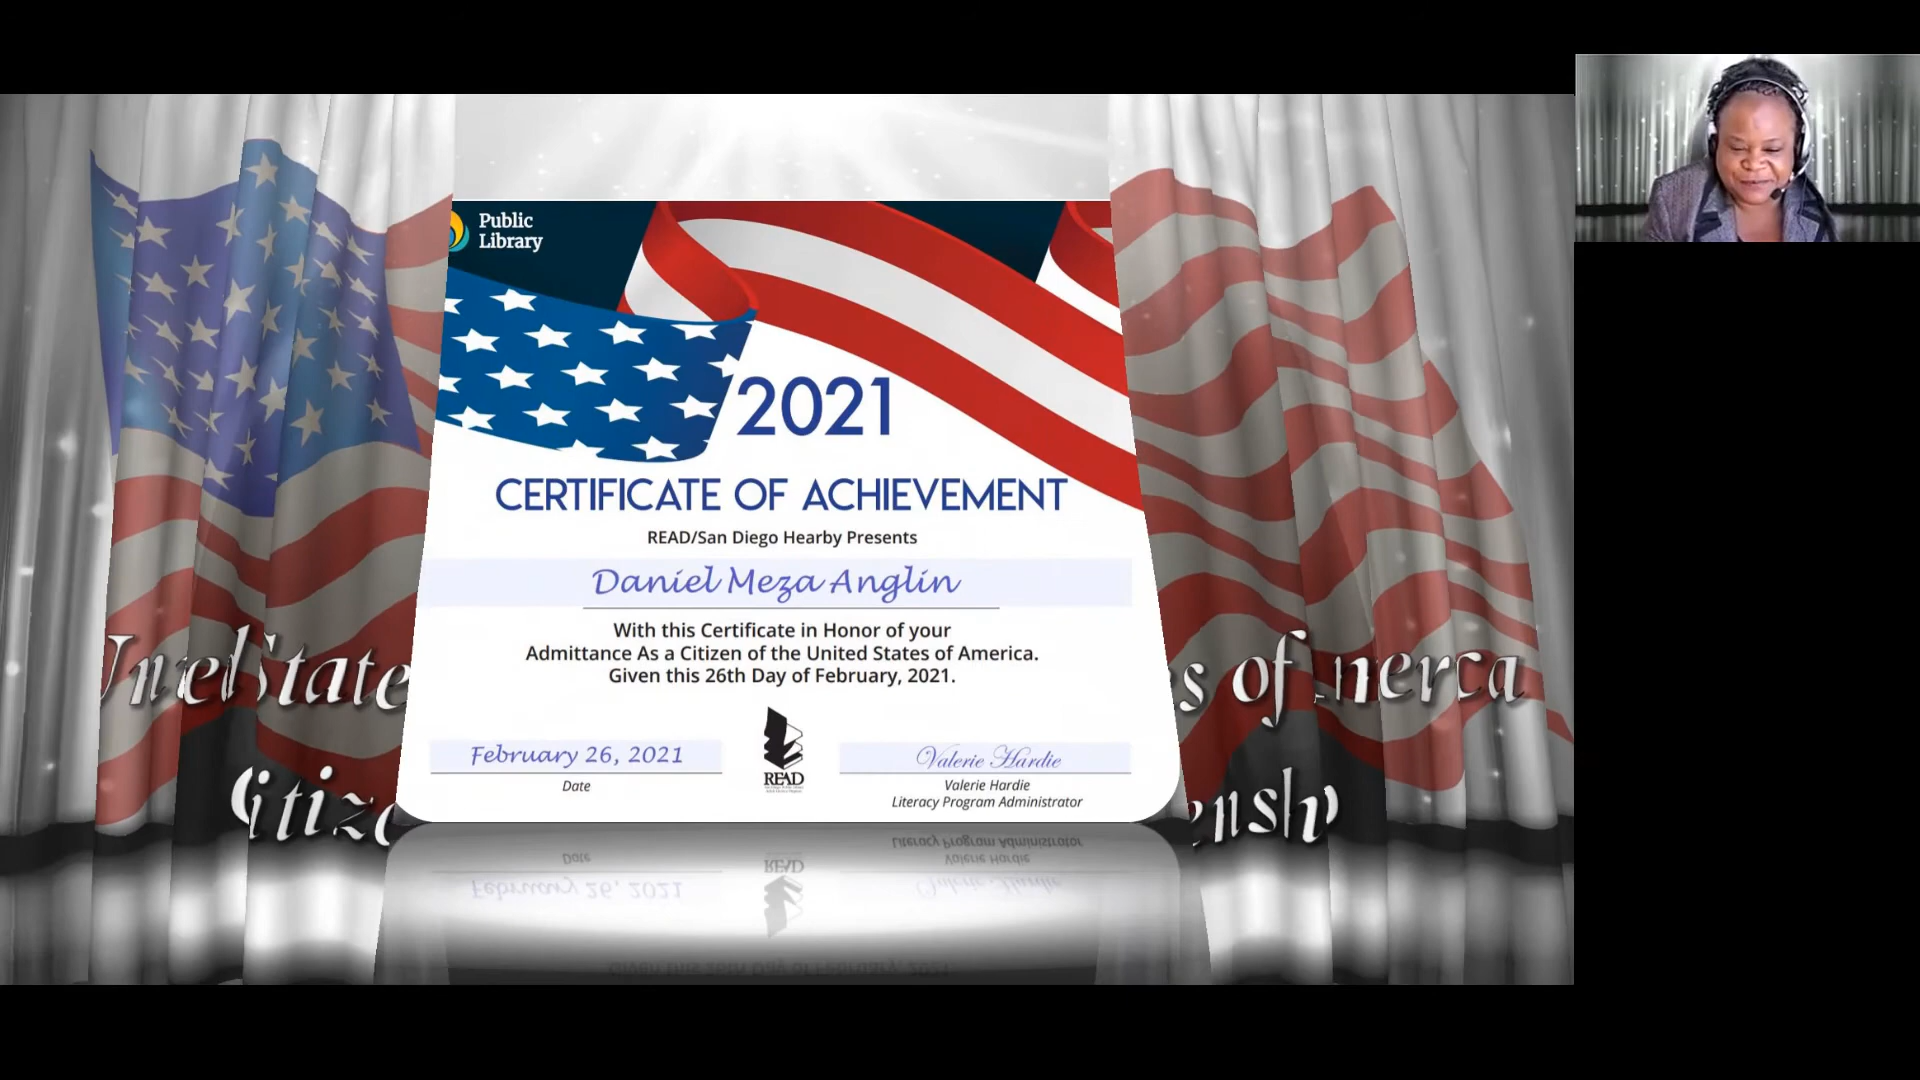 Public
Library
2021
CERTIFICATE OF ACHIEVEMENT
READ/San Diego Hearby Presents
Daniel Meza Anglin
With this Certificate in Honor of your
Admittance As a Citizen of the United States of America.
Given this 26th Day of February, 2021.
February 26, 2021
Date
READ
Valerie Hardie
Valerie Hardie
Literacy Program Administrator